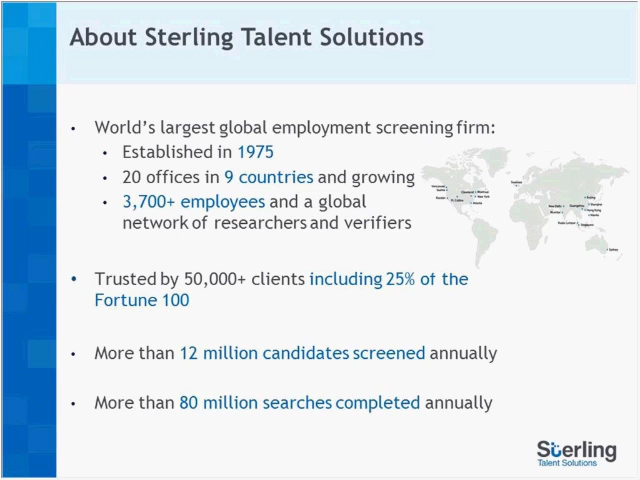 About Sterling Talent Solutions
• World's largest global employment screening firm:
• Established in 1975
• 20 offices in 9 countries and growing
• 3,700+ employees and a global
network of researchers and verifiers
• Trusted by 50,000+ clients including 25% of the
Fortune 100
• More than 12 million candidates screened annually
• More than 80 million searches completed annually
Sterling
Talent Solutions